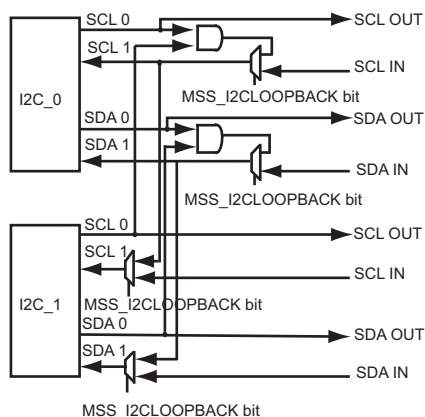 SCL 0 SCL OUT
SCL 1
SCL IN
I2C_0
MSS_I2CLOOPBACK bit
SDA 0 SDA OUT
SDA 1
SDA IN
MSS_I2CLOOPBACK bit
SCL 0 SCL OUT
SCL 1
SCL IN
I2C_1
MSS_I2CLOOPBACK bit
SDA 0 SDA OUT
SDA 1
SDA IN
MSS_I2CLOOPBACK bit